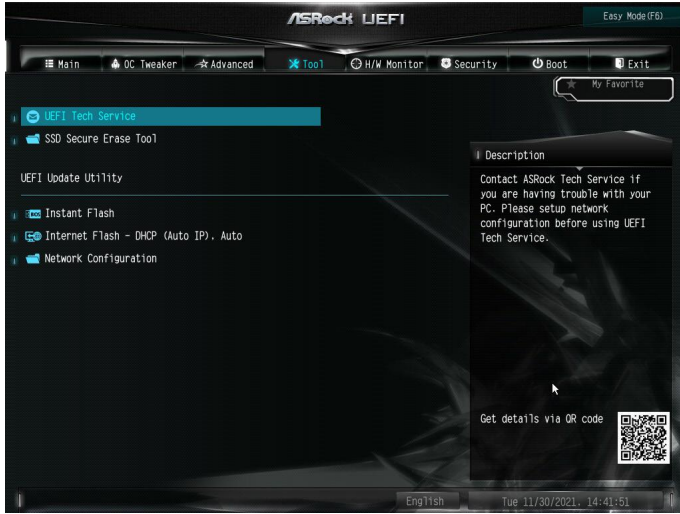 ASRock UEFI
Easy Mode(F6)
Main
OC Tweaker
Advanced
Tool
H/W Monitor
Security
Boot
Exit
My Favorite
UEFI Tech Service
SSD Secure Erase Tool
UEFI Update Utility
Instant Flash
Internet Flash - DHCP (Auto IP), Auto
Network Configuration
Description
Contact ASRock Tech Service if
you are having trouble with your
PC. Please setup network
configuration before using UEFI
Tech Service.
Get details via QR code
English
Tue 11/30/2021, 14:41:51